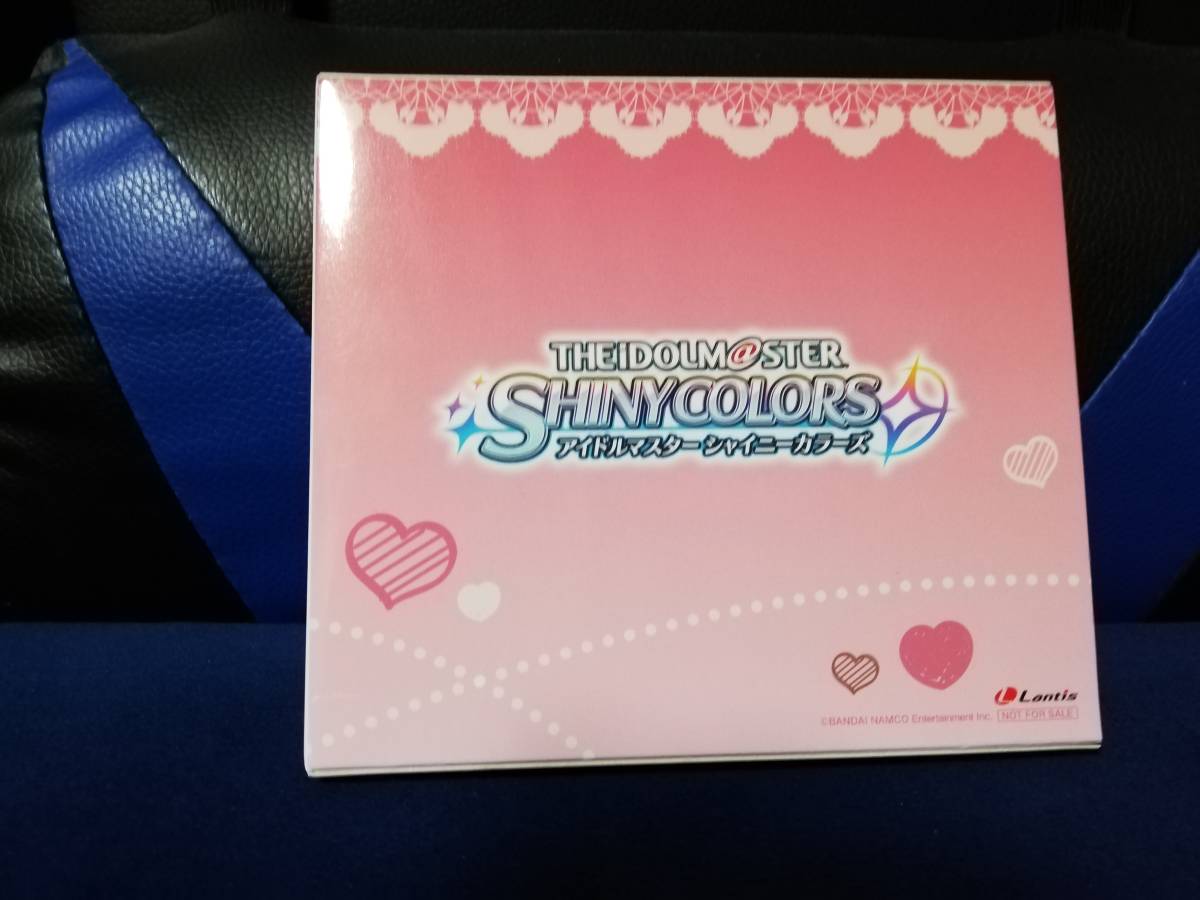 THE iDOLM@STER
SHINYCOLORS
アイドルマスター シャイニーカラーズ
Lantis
©BANDAI NAMCO Entertainment Inc.
NOT FOR SALE